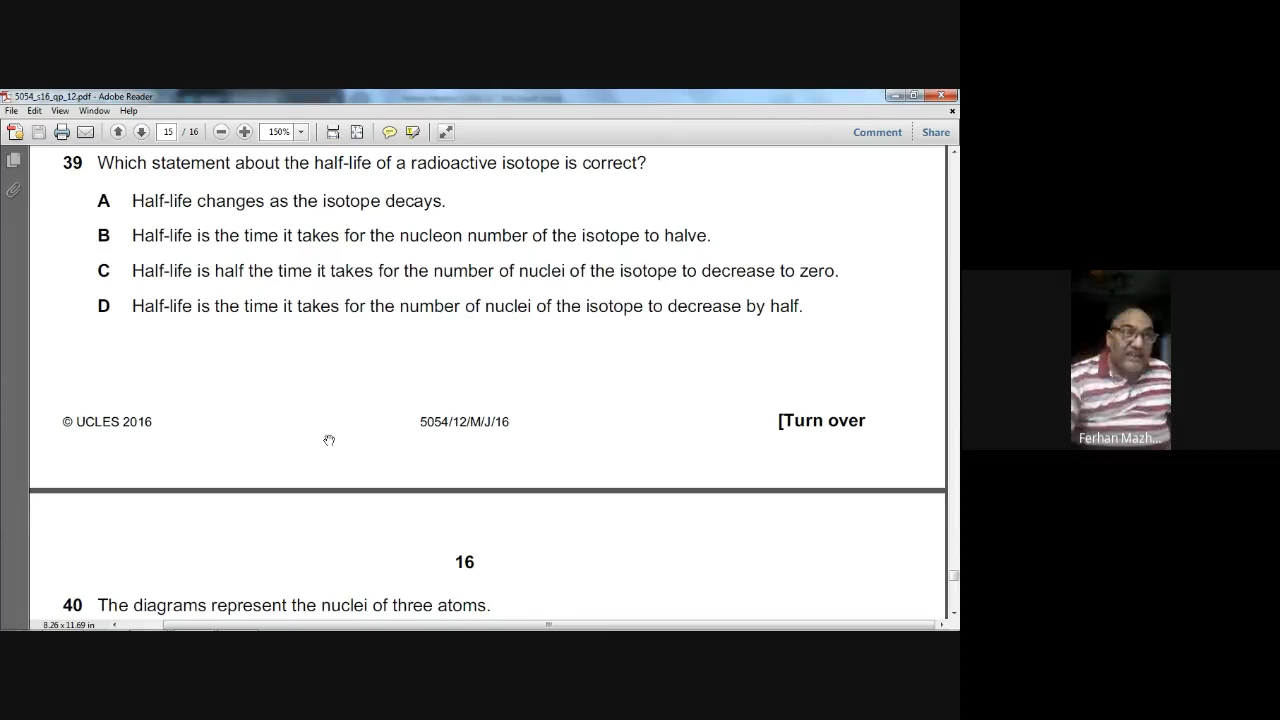 5054_s16_qp_12.pdf - Adobe Reader
File Edit View Window Help
15 / 16 150% Comment Share
39 Which statement about the half-life of a radioactive isotope is correct?
A Half-life changes as the isotope decays.
B Half-life is the time it takes for the nucleon number of the isotope to halve.
C Half-life is half the time it takes for the number of nuclei of the isotope to decrease to zero.
D Half-life is the time it takes for the number of nuclei of the isotope to decrease by half.
© UCLES 2016 5054/12/M/J/16 [Turn over
16
40 The diagrams represent the nuclei of three atoms.
8.26 x 11.69 in
Ferhan Mazh...